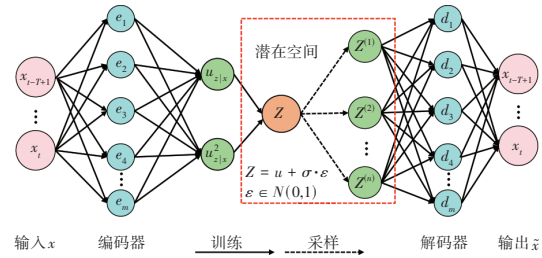 x_{t-T+1}
⋮
x_t
e_1
e_2
e_3
e_4
⋮
e_m
u_{z|x}
u^2_{z|x}
潜在空间
Z
Z = u + σ·ε
ε ∈ N(0,1)
Z^{(1)}
Z^{(2)}
⋮
Z^{(n)}
d_1
d_2
d_3
d_4
⋮
d_m
x_{t-T+1}
⋮
x_t
输入x 编码器 训练 采样 解码器 输出x̃